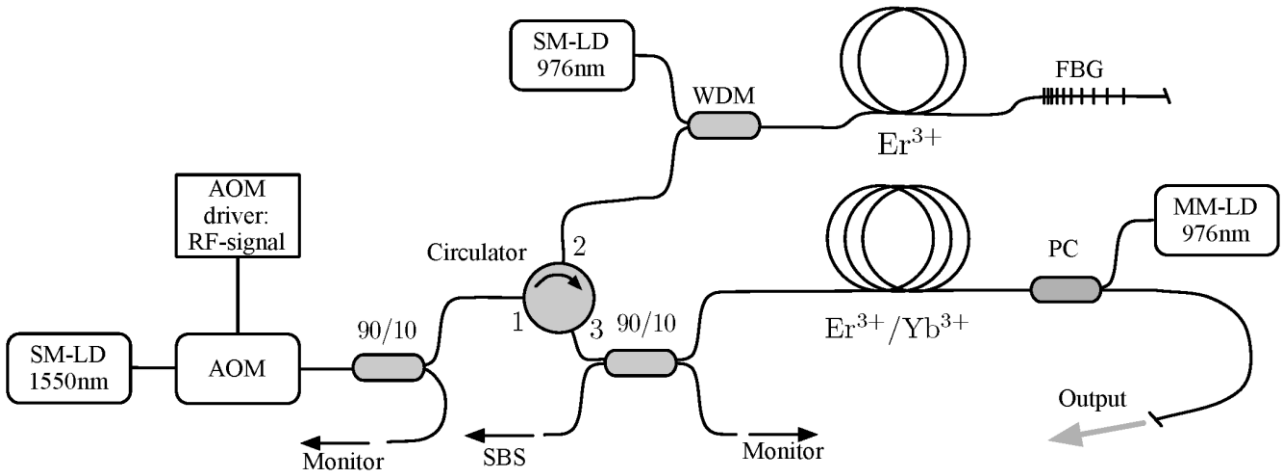 SM-LD
976nm
WDM
FBG
Er³⁺
AOM
driver:
RF-signal
MM-LD
976nm
PC
Circulator
2
1
3
90/10
90/10
Er³⁺/Yb³⁺
SM-LD
1550nm
AOM
Output
Monitor
SBS
Monitor